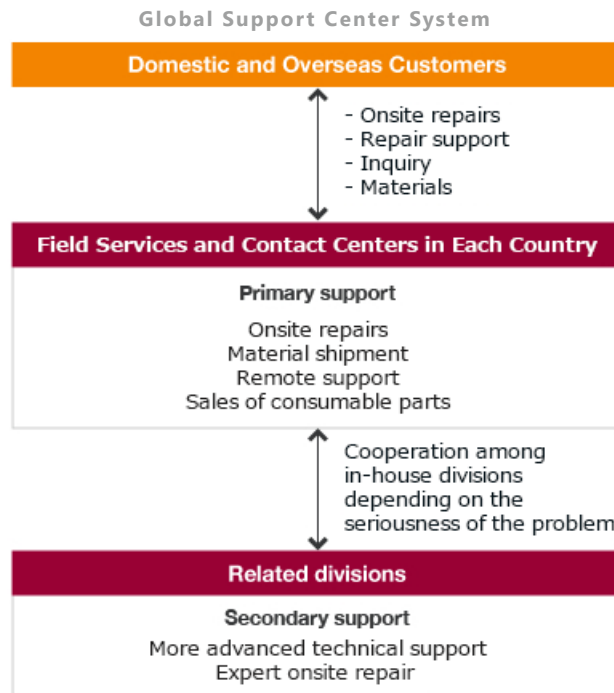 Global Support Center System
Domestic and Overseas Customers
- Onsite repairs
- Repair support
- Inquiry
- Materials
Field Services and Contact Centers in Each Country
Primary support
Onsite repairs
Material shipment
Remote support
Sales of consumable parts
Cooperation among
in-house divisions
depending on the
seriousness of the problem
Related divisions
Secondary support
More advanced technical support
Expert onsite repair